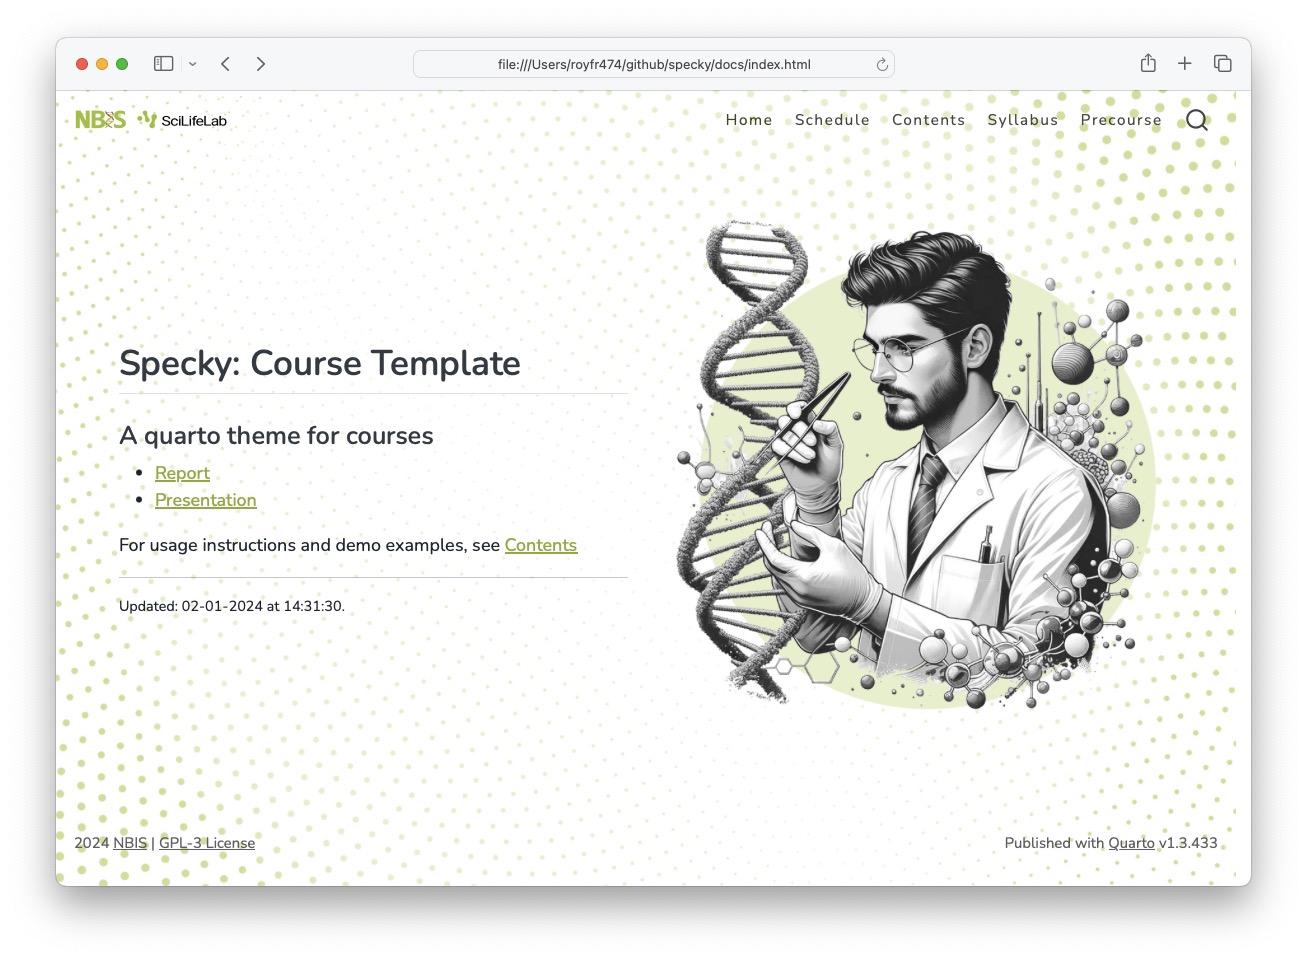 file:///Users/royfr474/github/specky/docs/index.html
NBIS SciLifeLab Home Schedule Contents Syllabus Precourse
Specky: Course Template
A quarto theme for courses
Report
Presentation
For usage instructions and demo examples, see Contents
Updated: 02-01-2024 at 14:31:30.
2024 NBIS | GPL-3 License Published with Quarto v1.3.433